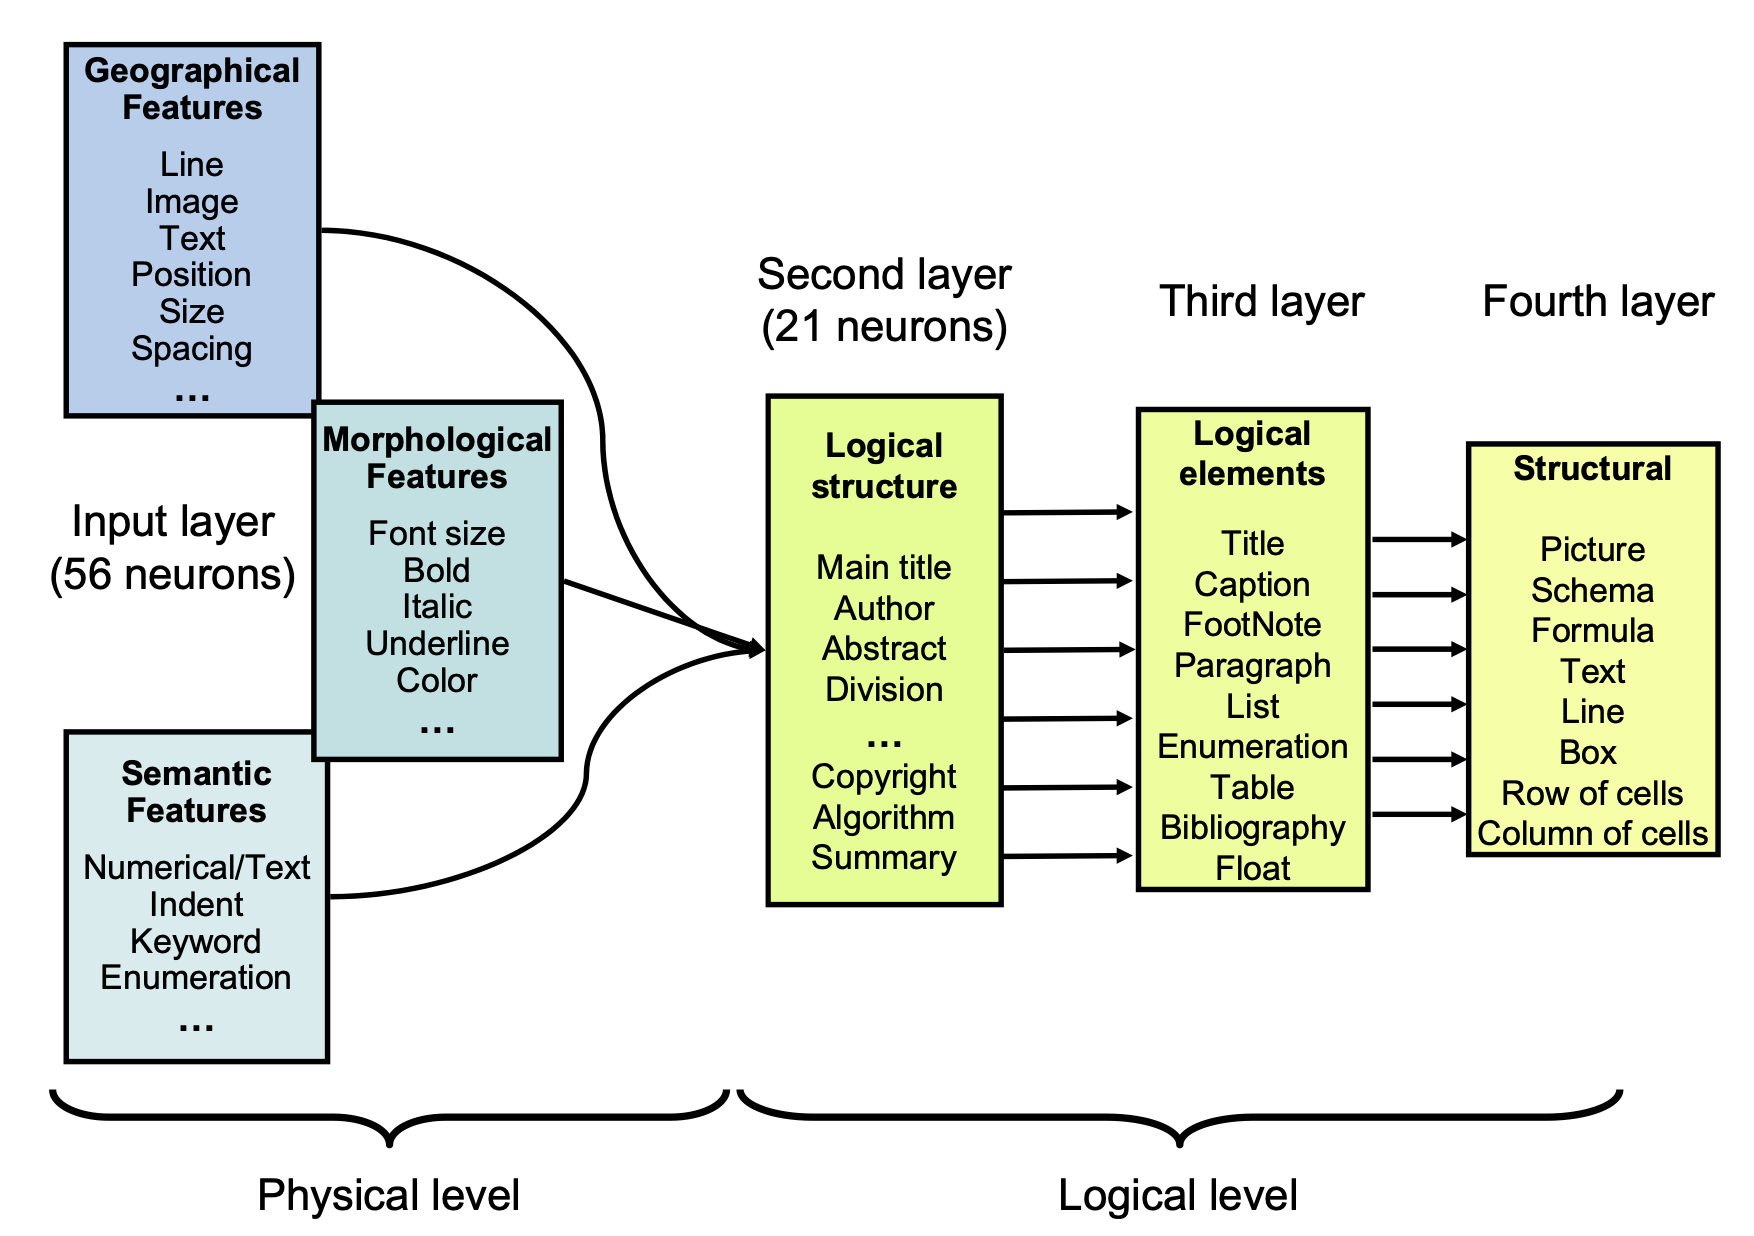 Geographical
Features
Line
Image
Text
Position
Size
Spacing
...
Input layer
(56 neurons)
Morphological
Features
Font size
Bold
Italic
Underline
Color
...
Semantic
Features
Numerical/Text
Indent
Keyword
Enumeration
...
Second layer
(21 neurons)
Logical
structure
Main title
Author
Abstract
Division
...
Copyright
Algorithm
Summary
Third layer
Logical
elements
Title
Caption
FootNote
Paragraph
List
Enumeration
Table
Bibliography
Float
Fourth layer
Structural
Picture
Schema
Formula
Text
Line
Box
Row of cells
Column of cells
Physical level
Logical level